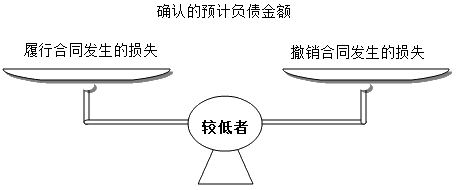 确认的预计负债金额
履行合同发生的损失
撤销合同发生的损失
较低者